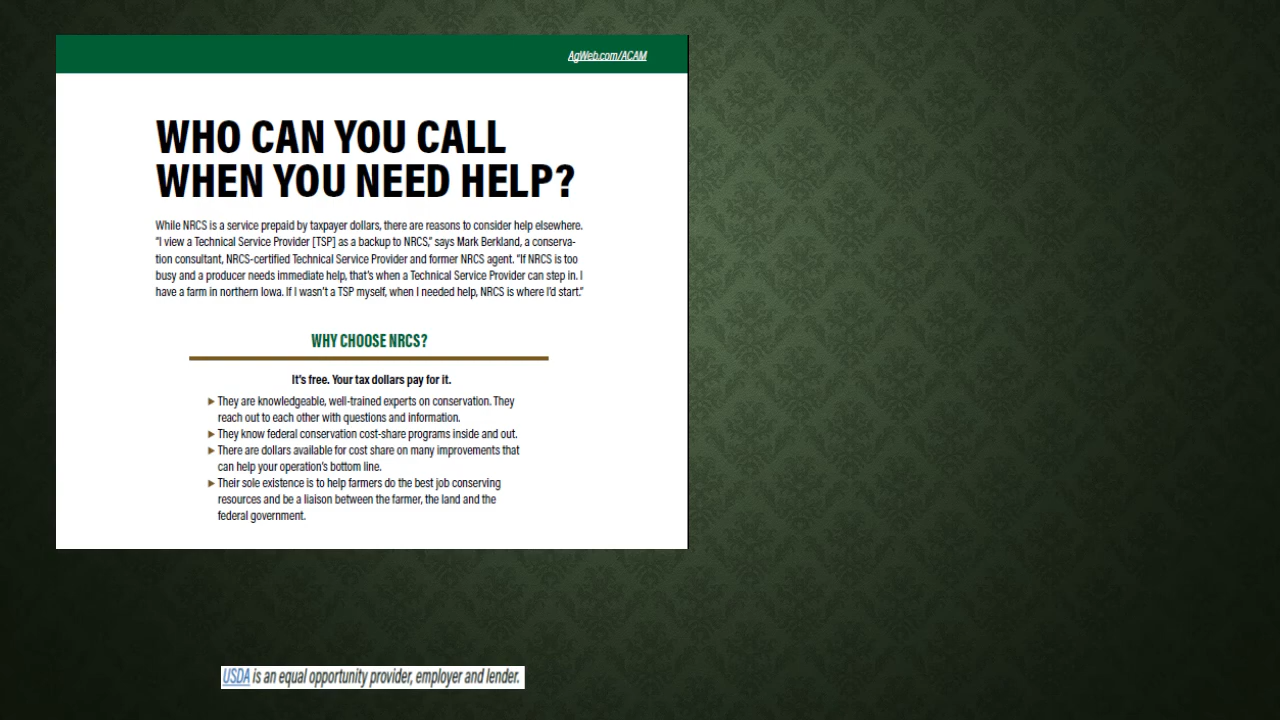 AgWeb.com/ACAM
WHO CAN YOU CALL
WHEN YOU NEED HELP?
While NRCS is a service prepaid by taxpayer dollars, there are reasons to consider help elsewhere.
"I view a Technical Service Provider [TSP] as a backup to NRCS," says Mark Berkland, a conserva-
tion consultant, NRCS-certified Technical Service Provider and former NRCS agent. "If NRCS is too
busy and a producer needs immediate help, that's when a Technical Service Provider can step in. I
have a farm in northern Iowa. If I wasn't a TSP myself, when I needed help, NRCS is where I'd start."
WHY CHOOSE NRCS?
It's free. Your tax dollars pay for it.
▶ They are knowledgeable, well-trained experts on conservation. They
reach out to each other with questions and information.
▶ They know federal conservation cost-share programs inside and out.
▶ There are dollars available for cost share on many improvements that
can help your operation's bottom line.
▶ Their sole existence is to help farmers do the best job conserving
resources and be a liaison between the farmer, the land and the
federal government.
USDA is an equal opportunity provider, employer and lender.